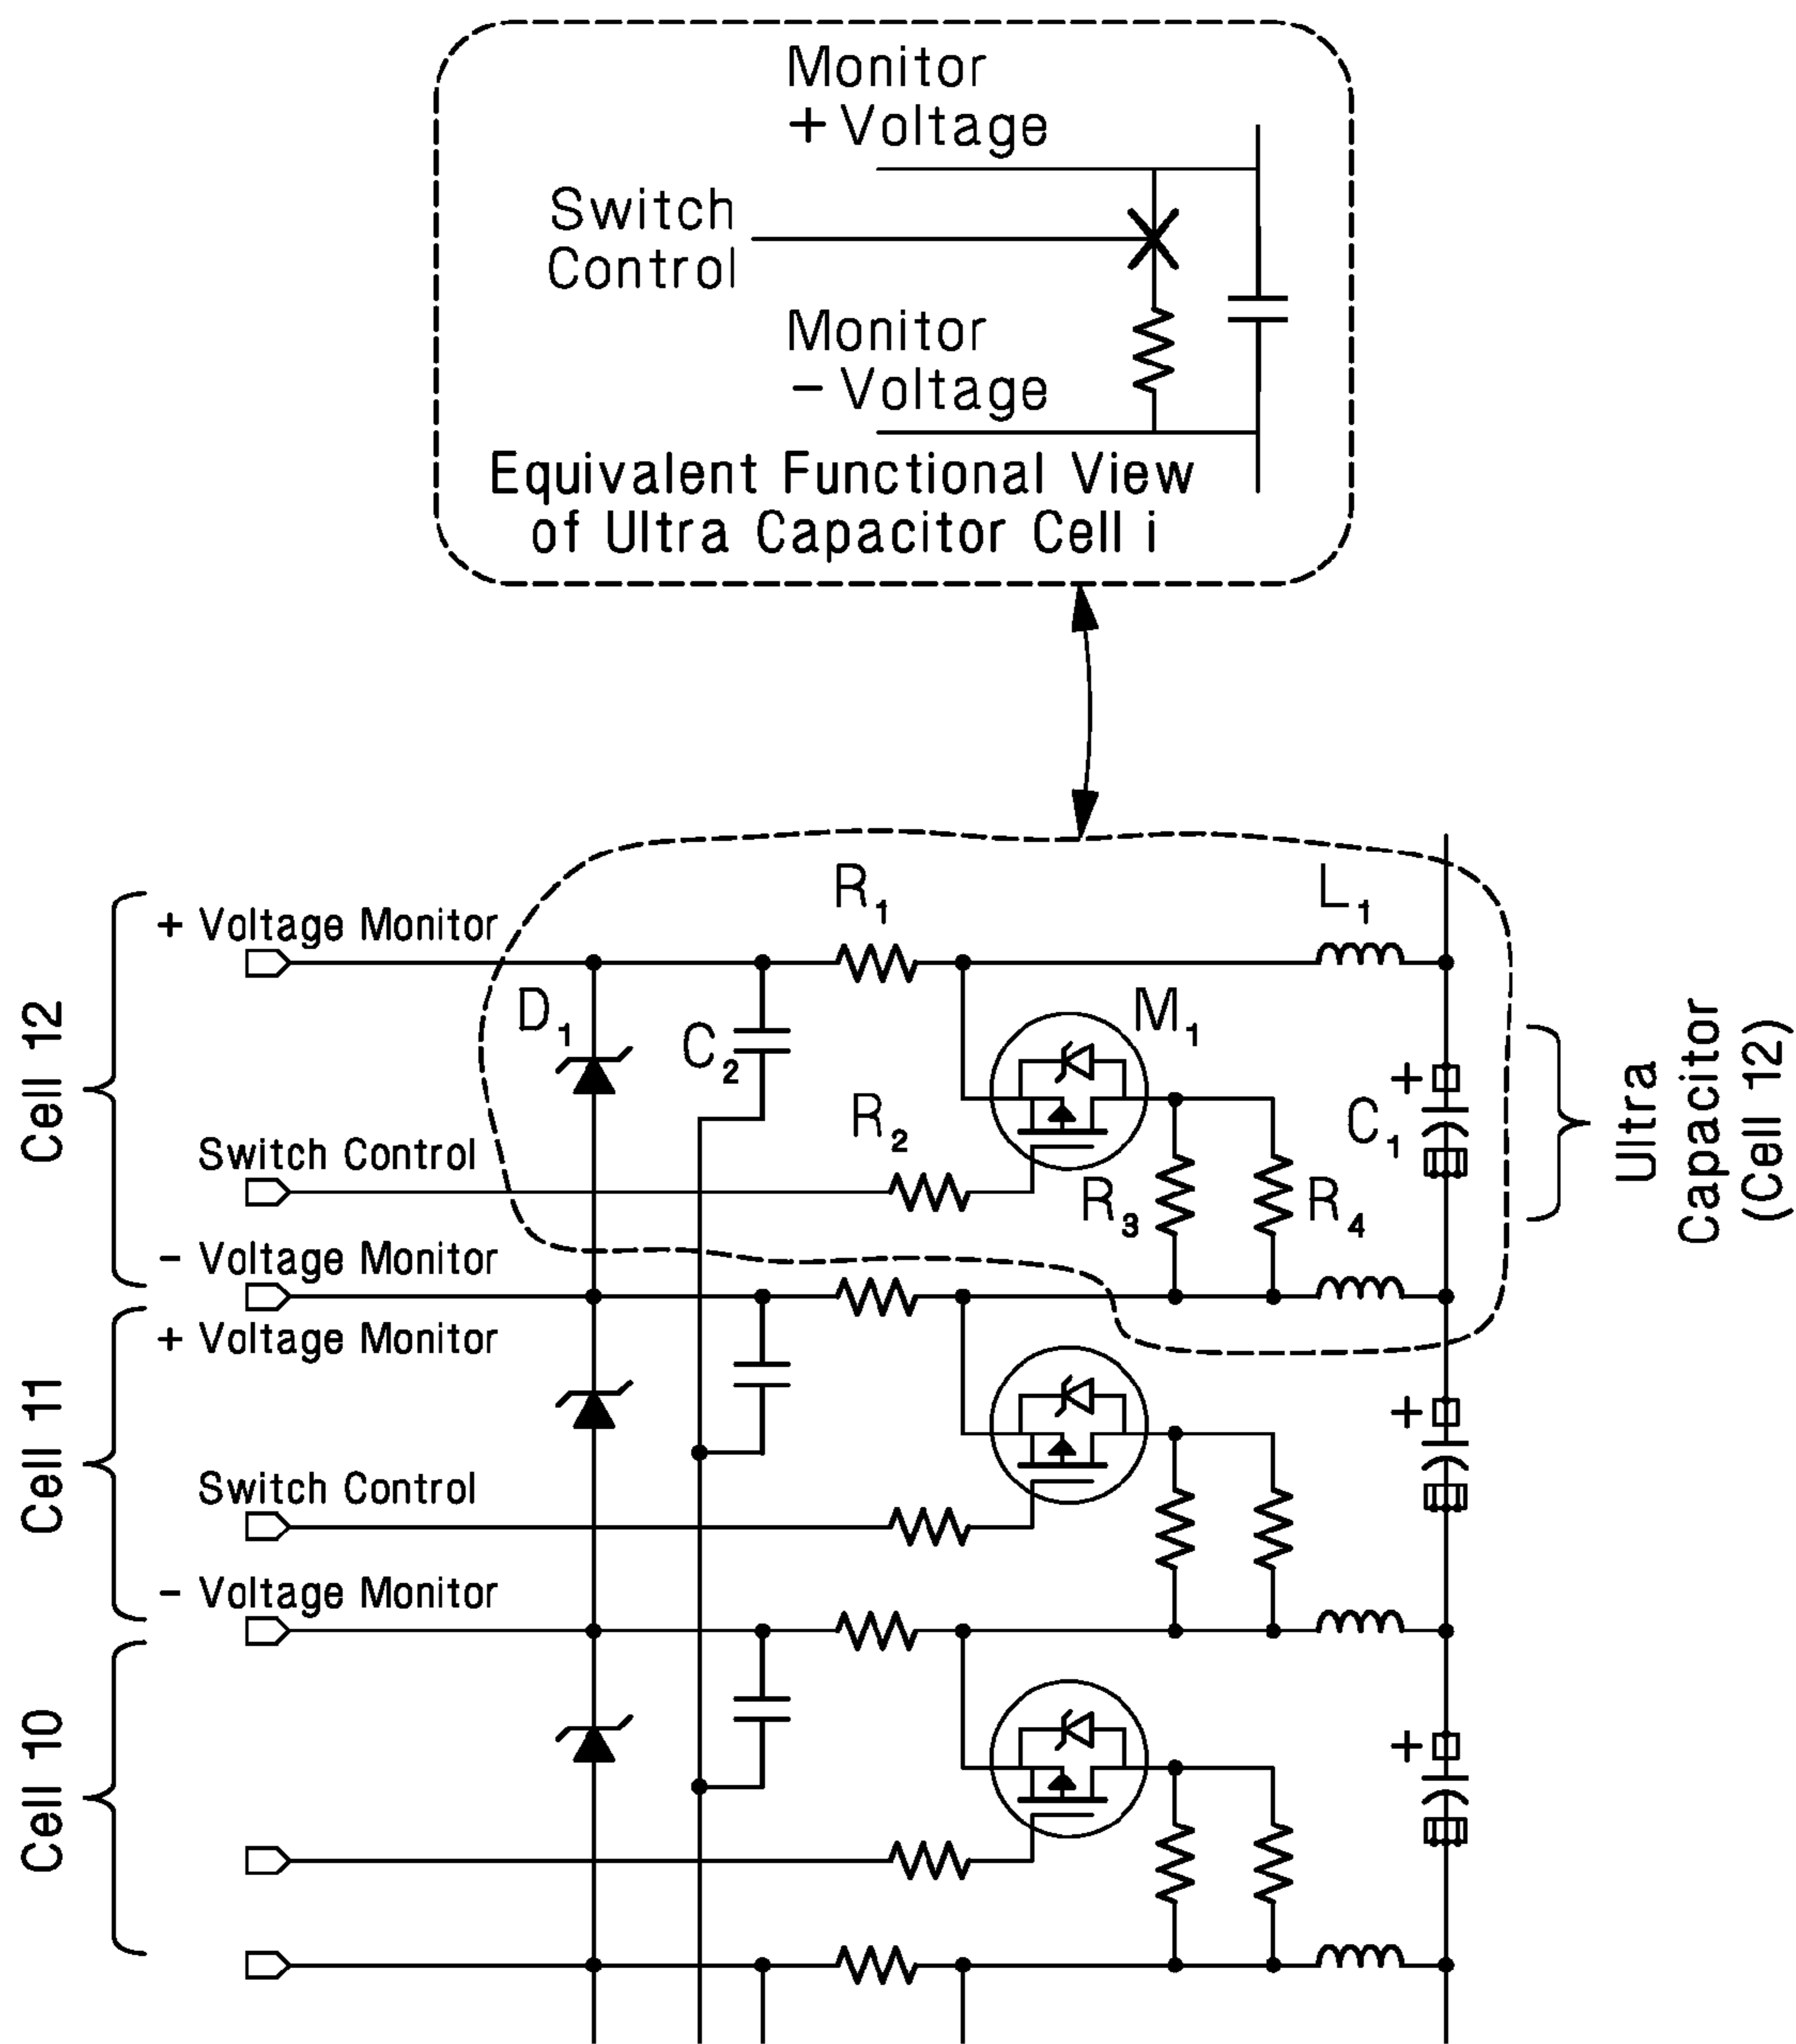 Monitor
+ Voltage
Switch
Control
Monitor
- Voltage
Equivalent Functional View
of Ultra Capacitor Cell i
R1
L1
+ Voltage Monitor
D1
C2
M1
Cell 12
+
C1
R2
Switch Control
R3
R4
Ultra
Capacitor
(Cell 12)
- Voltage Monitor
+ Voltage Monitor
Cell 11
+
Switch Control
- Voltage Monitor
Cell 10
+